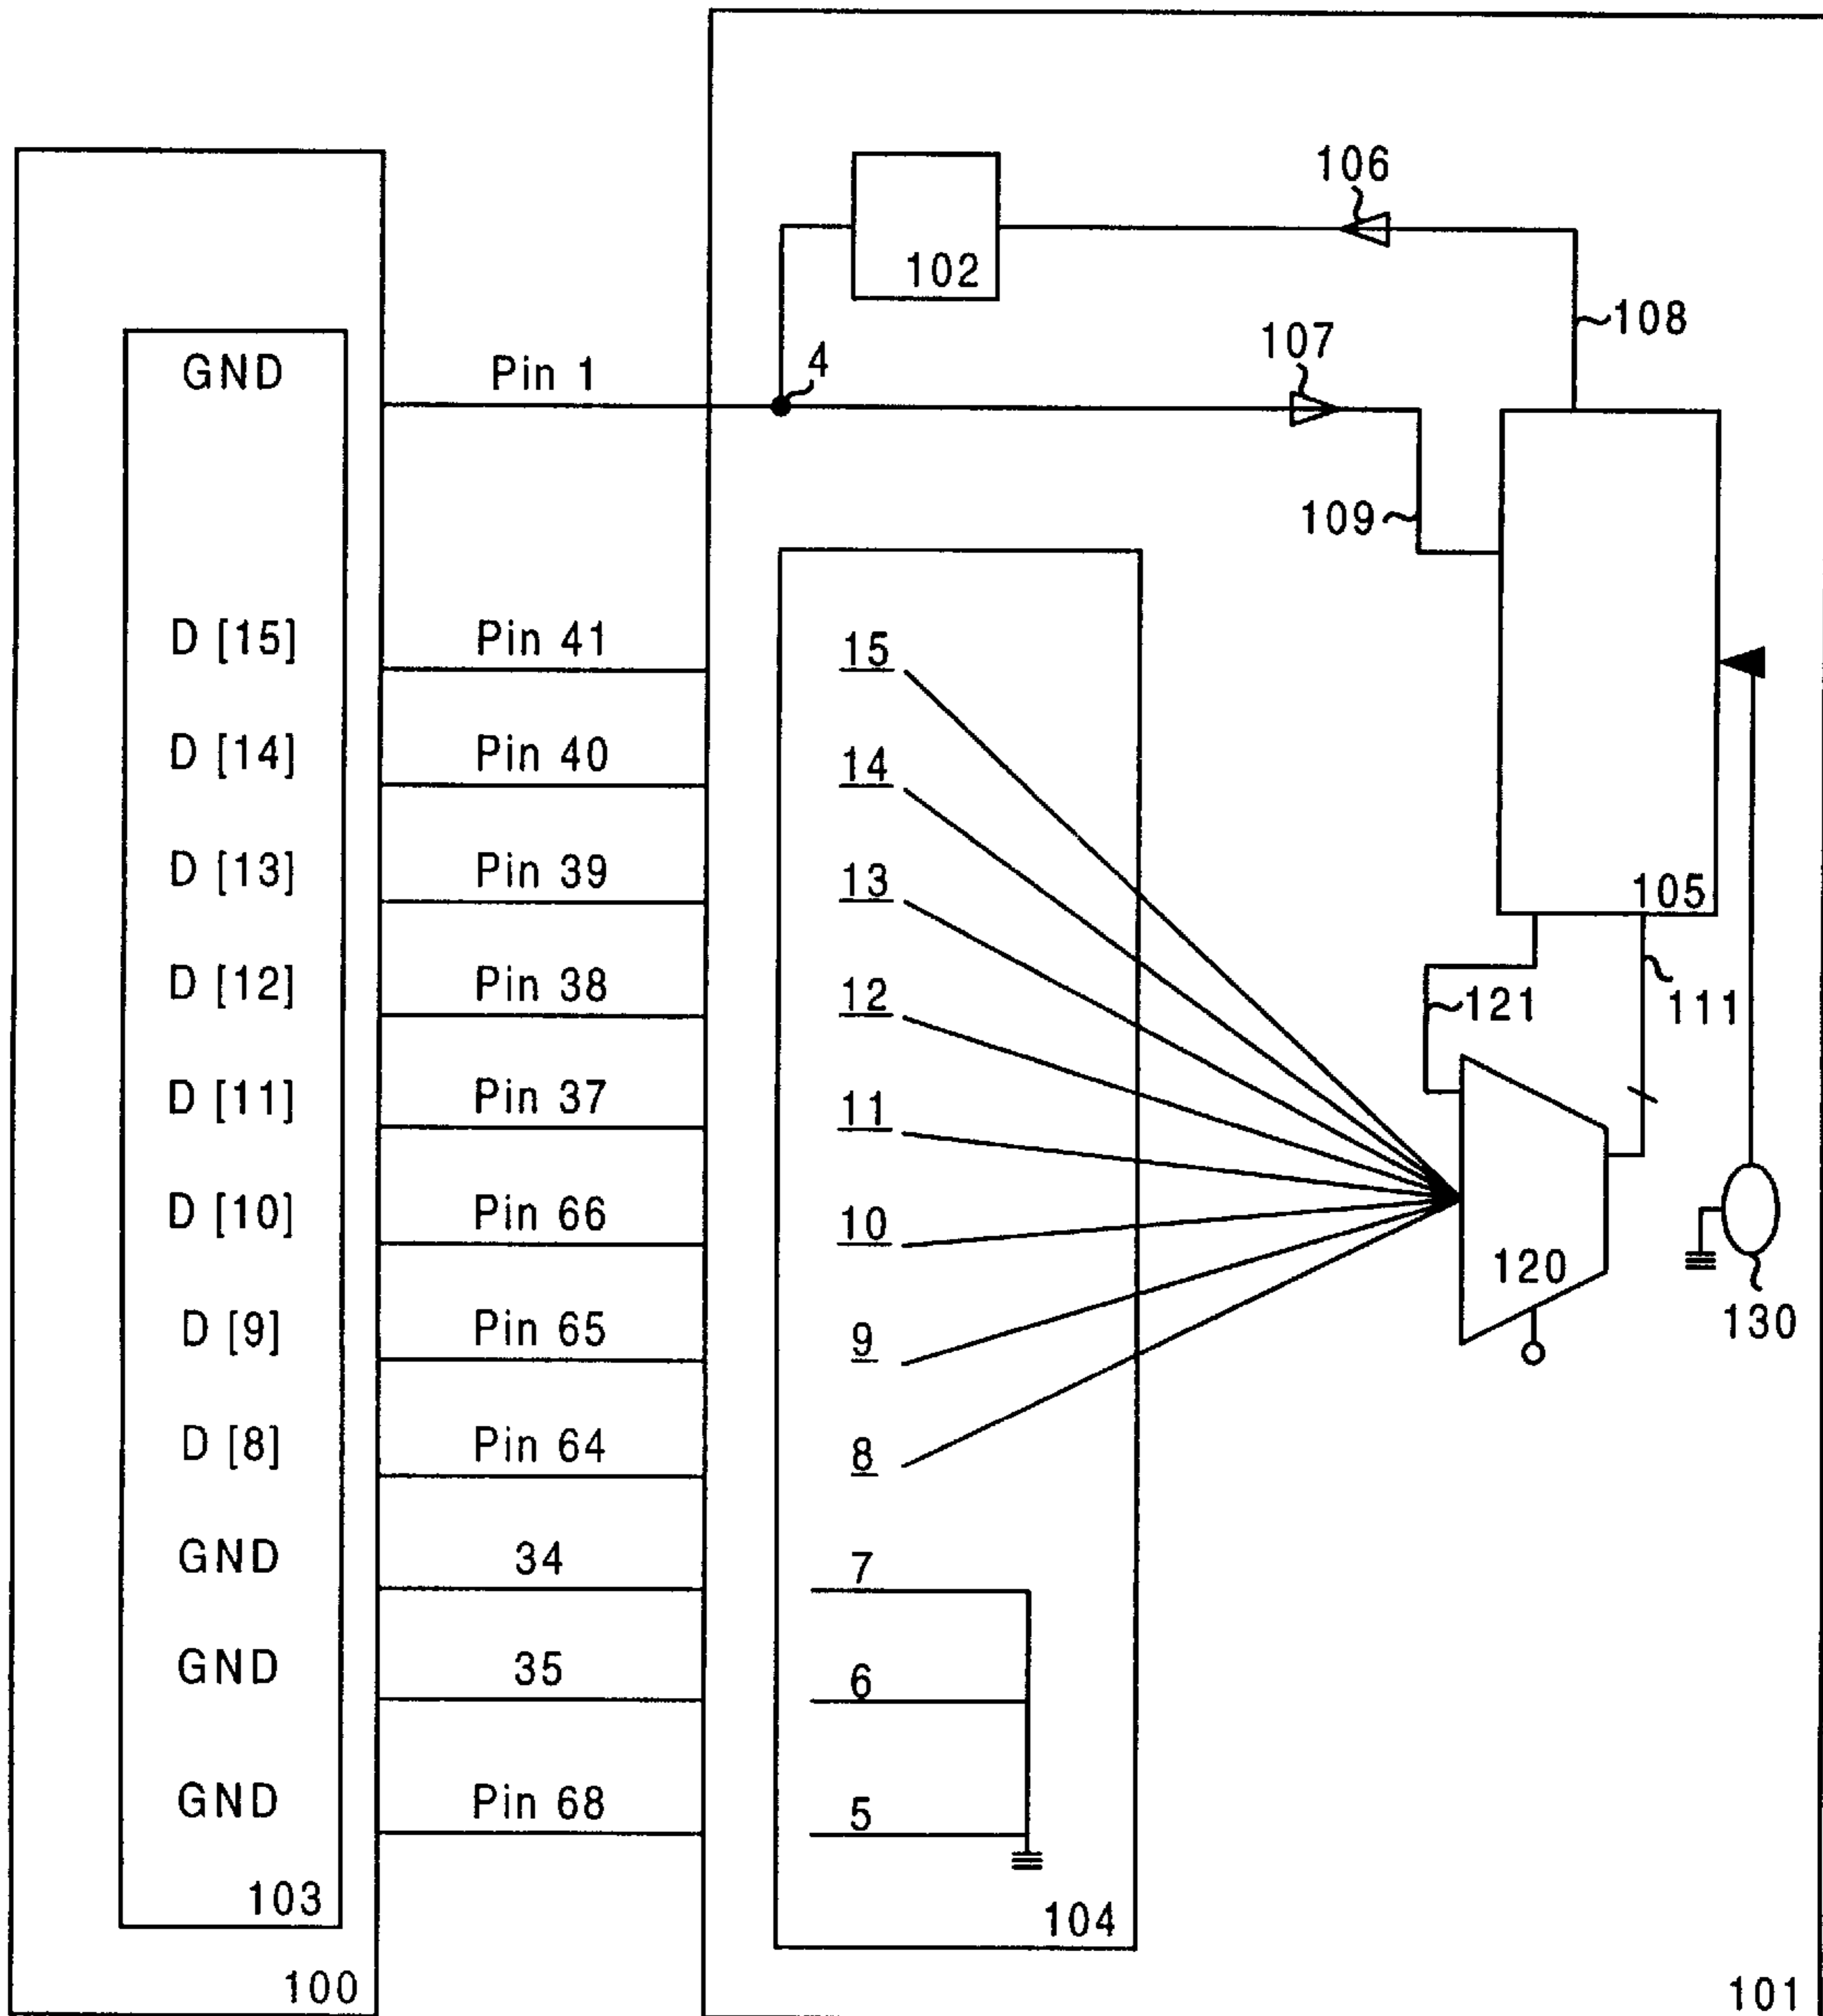 106
102
108
GND
Pin 1
4
107
109
D [15]
Pin 41
15
D [14]
Pin 40
14
D [13]
Pin 39
13
105
D [12]
Pin 38
12
121
111
D [11]
Pin 37
11
D [10]
Pin 66
10
120
D [9]
Pin 65
9
130
D [8]
Pin 64
8
GND
34
7
GND
35
6
GND
Pin 68
5
103
104
100
101